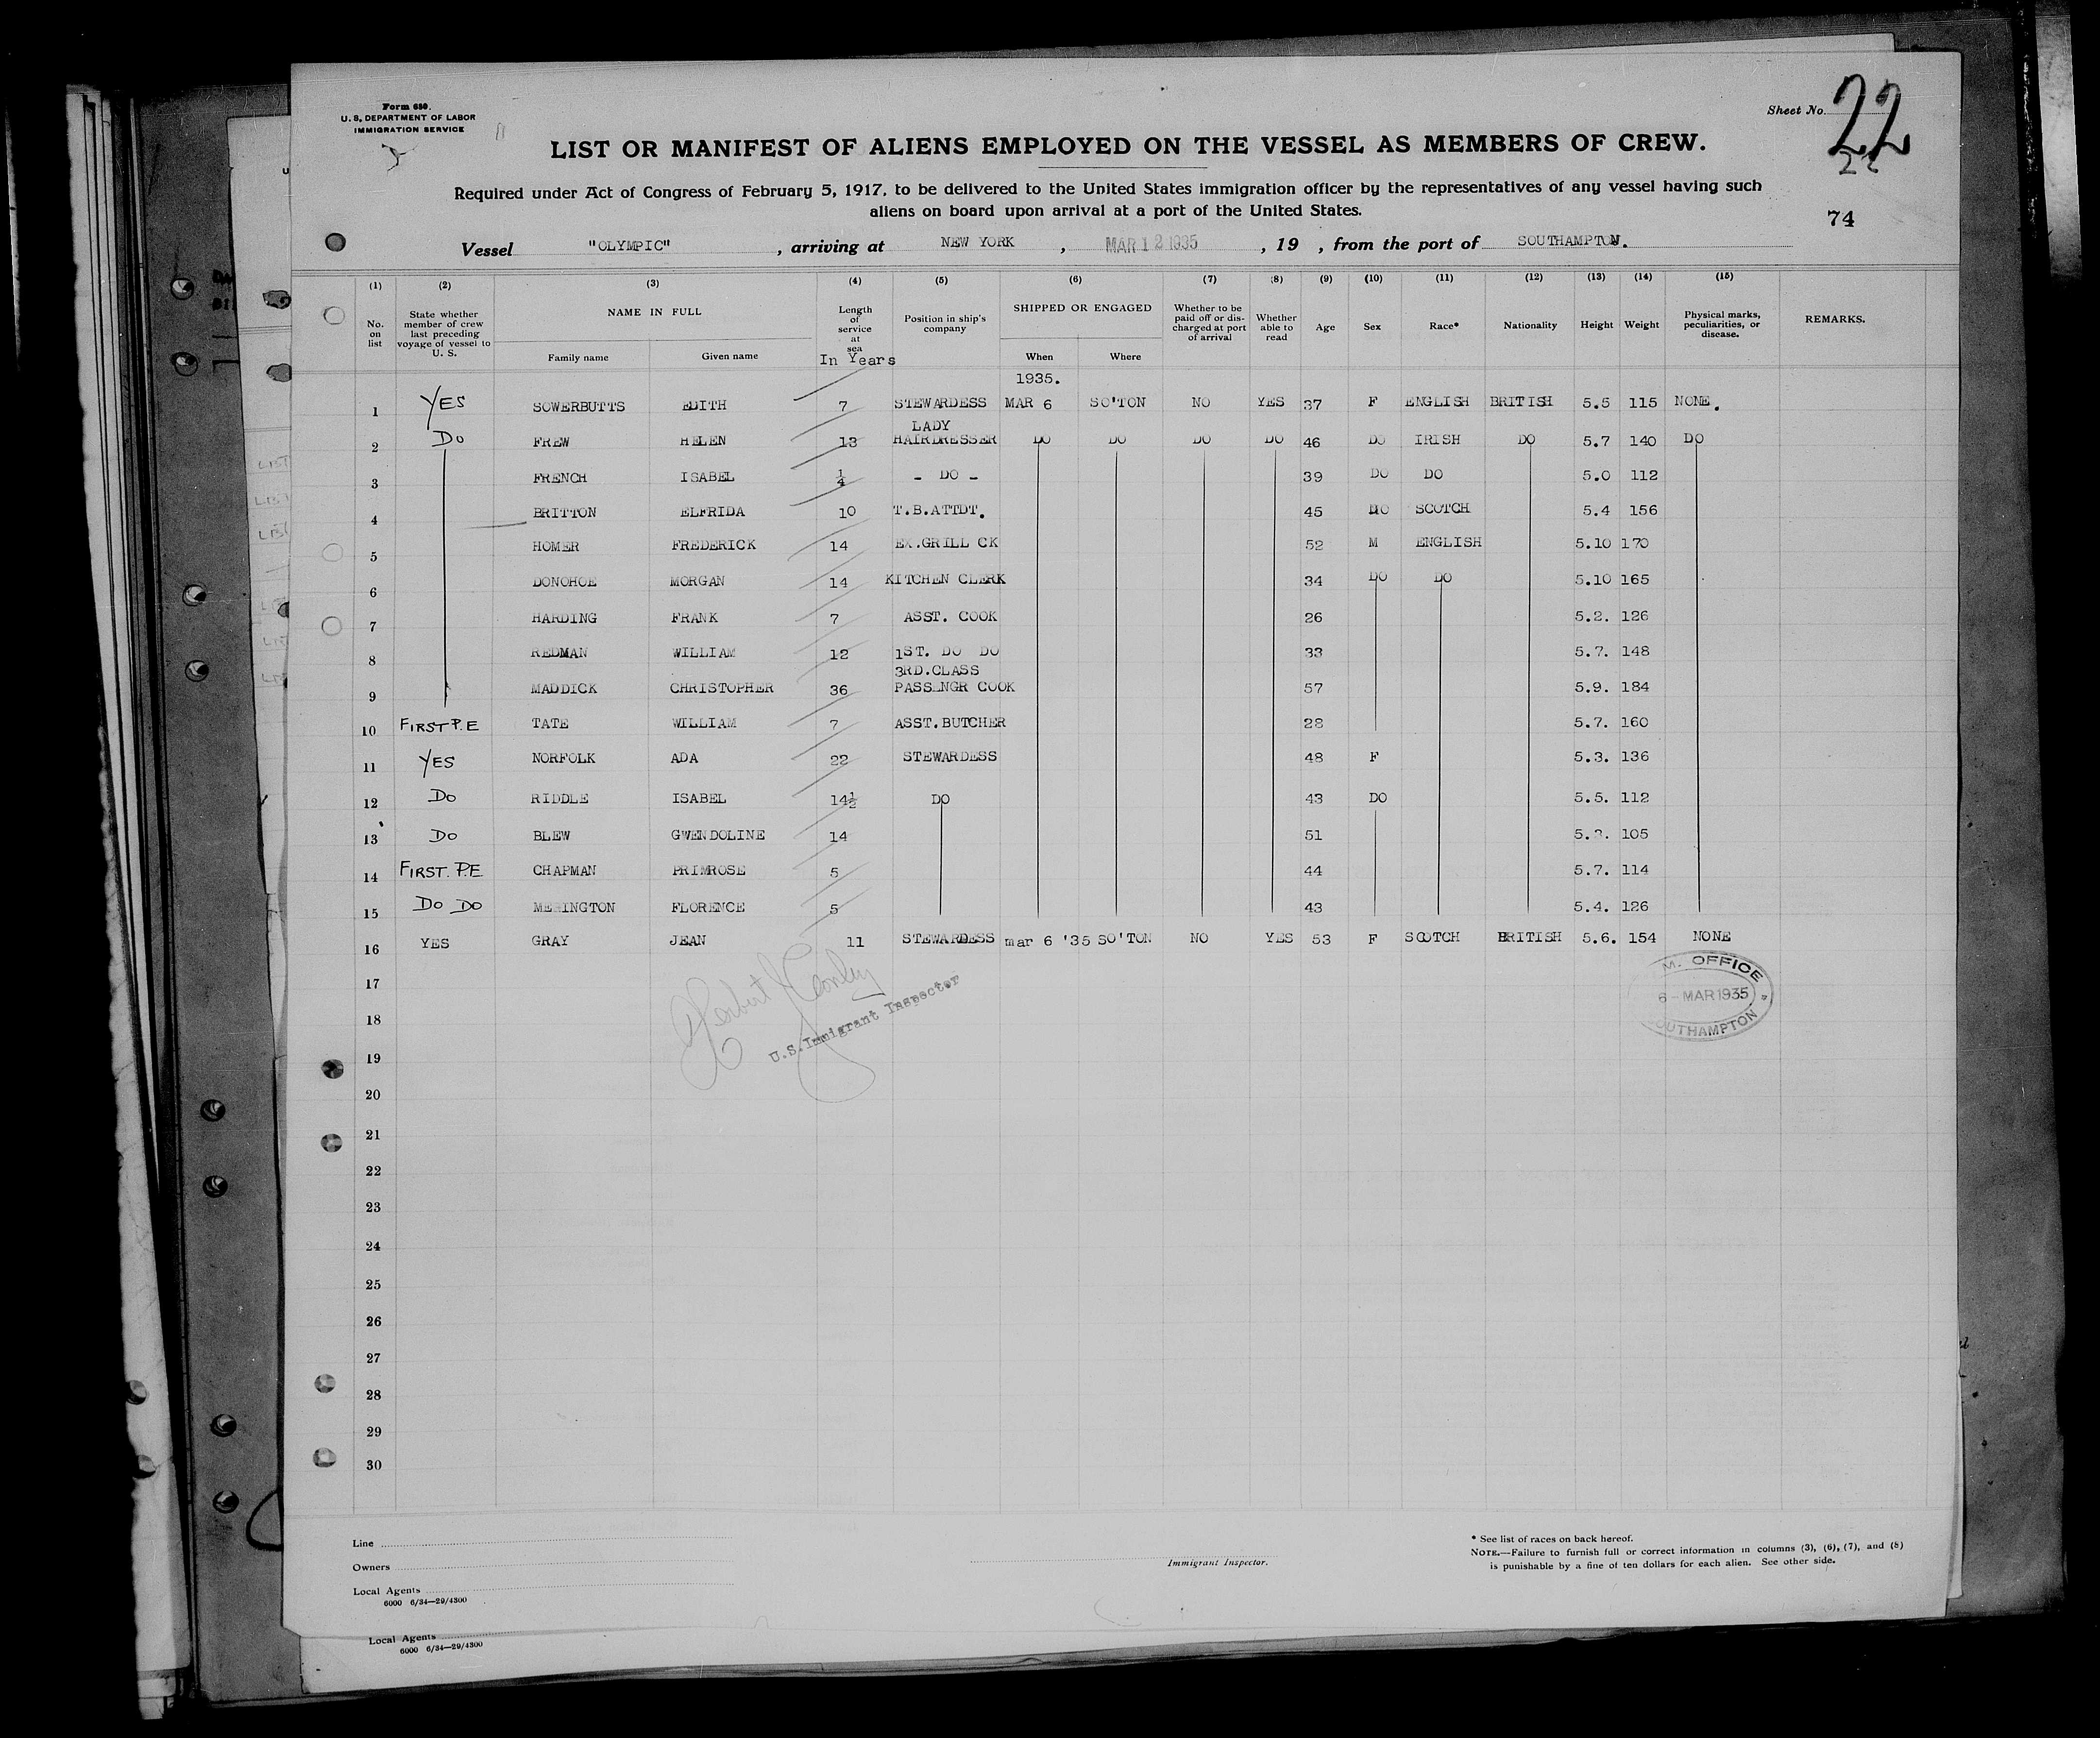 Form 680.
U. S. DEPARTMENT OF LABOR
IMMIGRATION SERVICE
Sheet No. 22
22
LIST OR MANIFEST OF ALIENS EMPLOYED ON THE VESSEL AS MEMBERS OF CREW.
Required under Act of Congress of February 5, 1917, to be delivered to the United States immigration officer by the representatives of any vessel having such
aliens on board upon arrival at a port of the United States.
74
Vessel "OLYMPIC", arriving at NEW YORK, MAR 12 1935, 19 , from the port of SOUTHAMPTON.
(1) (2) (3) (4) (5) (6) (7) (8) (9) (10) (11) (12) (13) (14) (15)
No. on list State whether member of crew last preceding voyage of vessel to U. S. NAME IN FULL Family name Given name Length of service at sea In Years Position in ship's company SHIPPED OR ENGAGED When Where Whether to be paid off or discharged at port of arrival Whether able to read Age Sex Race* Nationality Height Weight Physical marks, peculiarities, or disease. REMARKS.
1935.
1 YES SOWERBUTTS EDITH 7 STEWARDESS MAR 6 SO'TON NO YES 37 F ENGLISH BRITISH 5.5 115 NONE.
2 DO FREW HELEN 13 LADY HAIRDRESSER DO DO DO DO 46 DO IRISH DO 5.7 140 DO
3 FRENCH ISABEL 1/4 - DO - 39 DO DO 5.0 112
4 BRITTON ELFRIDA 10 T.B.ATTDT. 45 DO SCOTCH 5.4 156
5 HOMER FREDERICK 14 EX.GRILL CK 52 M ENGLISH 5.10 170
6 DONOHOE MORGAN 14 KITCHEN CLERK 34 DO DO 5.10 165
7 HARDING FRANK 7 ASST. COOK 26 5.2. 126
8 REDMAN WILLIAM 12 1ST. DO DO 33 5.7. 148
9 MADDICK CHRISTOPHER 36 3RD.CLASS PASSENGR COOK 57 5.9. 184
10 FIRST P.E TATE WILLIAM 7 ASST.BUTCHER 28 5.7. 160
11 YES NORFOLK ADA 22 STEWARDESS 48 F 5.3. 136
12 DO RIDDLE ISABEL 14½ DO 43 DO 5.5. 112
13 DO BLEW GWENDOLINE 14 51 105
14 FIRST. P.E. CHAPMAN PRIMROSE 5 44 5.7. 114
15 DO DO FLORENCE 5 43 5.4. 126
16 YES GRAY JEAN 11 STEWARDESS mar 6 '35 SO'TON NO YES 53 F SCOTCH BRITISH 5.6. 154 NONE
17
18
19
20
21
22
23
24
25
26
27
28
29
30
U.S. Immigrant Inspector
M. OFFICE
6 - MAR 1935
SOUTHAMPTON
Line
Owners
Local Agents
6000 6/34—29/4300
Immigrant Inspector.
* See list of races on back hereof.
NOTE.—Failure to furnish full or correct information in columns (3), (6), (7), and (8)
is punishable by a fine of ten dollars for each alien. See other side.
Local Agents
6000 6/34—29/4300